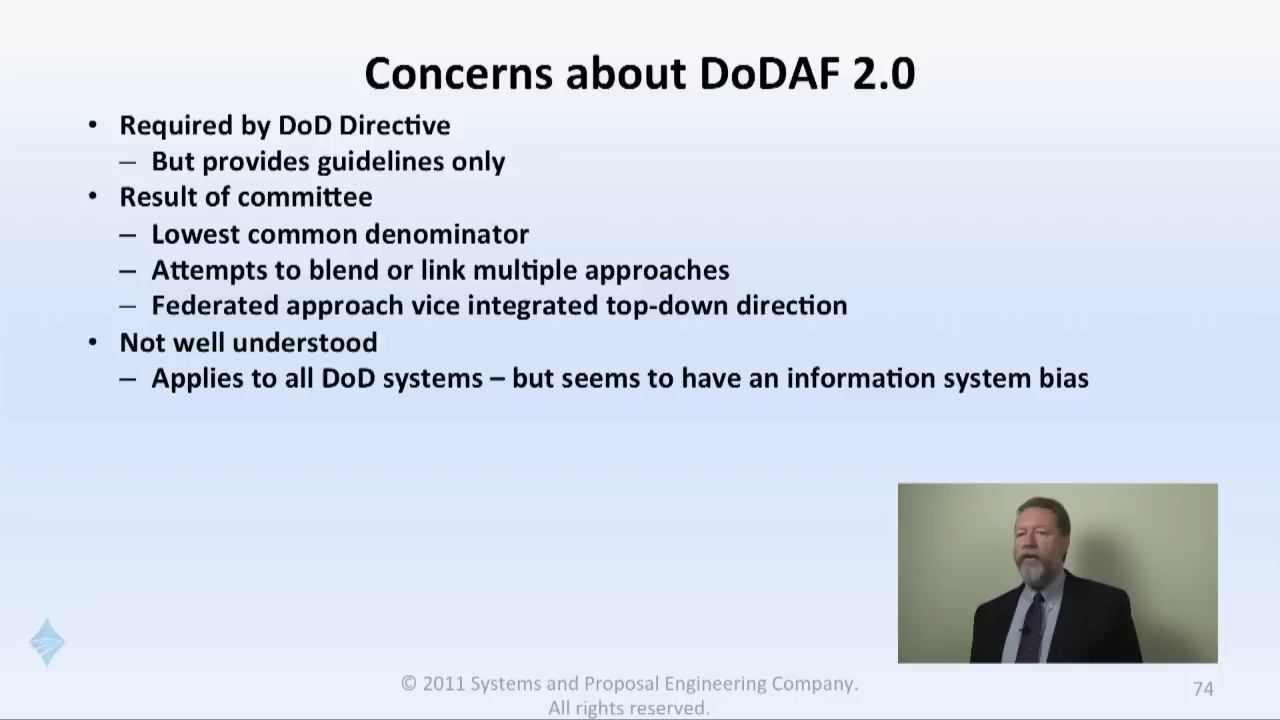 Concerns about DoDAF 2.0
• Required by DoD Directive
– But provides guidelines only
• Result of committee
– Lowest common denominator
– Attempts to blend or link multiple approaches
– Federated approach vice integrated top-down direction
• Not well understood
– Applies to all DoD systems – but seems to have an information system bias
© 2011 Systems and Proposal Engineering Company.
All rights reserved.
74